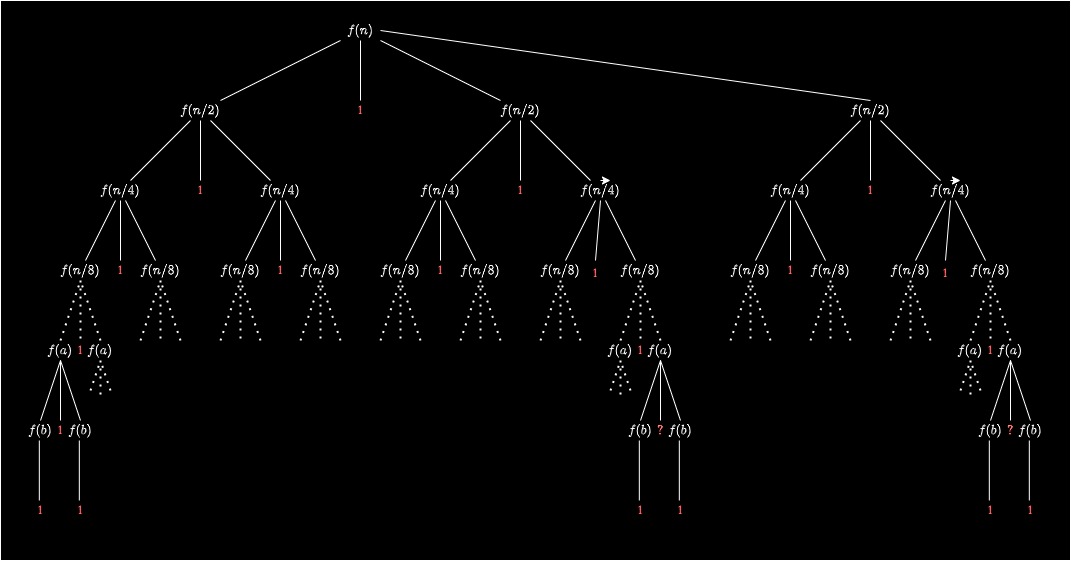 f(n)
f(n/2) 1 f(n/2) f(n/2)
f(n/4) 1 f(n/4) f(n/4) 1 f(n/4) f(n/4) 1 f(n/4)
f(n/8) 1 f(n/8) f(n/8) 1 f(n/8) f(n/8) 1 f(n/8) f(n/8) 1 f(n/8) f(n/8) 1 f(n/8) f(n/8) 1 f(n/8)
f(a) 1 f(a) f(a) 1 f(a) f(a) 1 f(a)
f(b) 1 f(b) f(b) ? f(b) f(b) ? f(b)
1 1 1 1 1 1